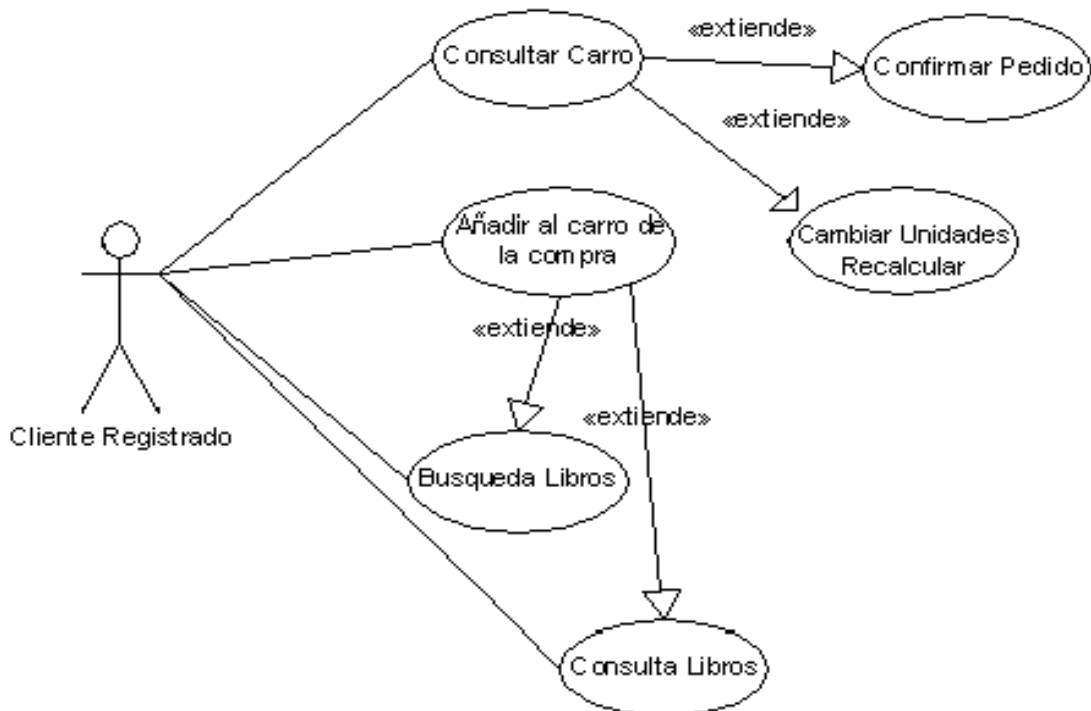 «extiende»
Consultar Carro
Confirmar Pedido
«extiende»
Añadir al carro de
la compra
Cambiar Unidades
Recalcular
«extiende»
«extiende»
Cliente Registrado
Busqueda Libros
Consulta Libros